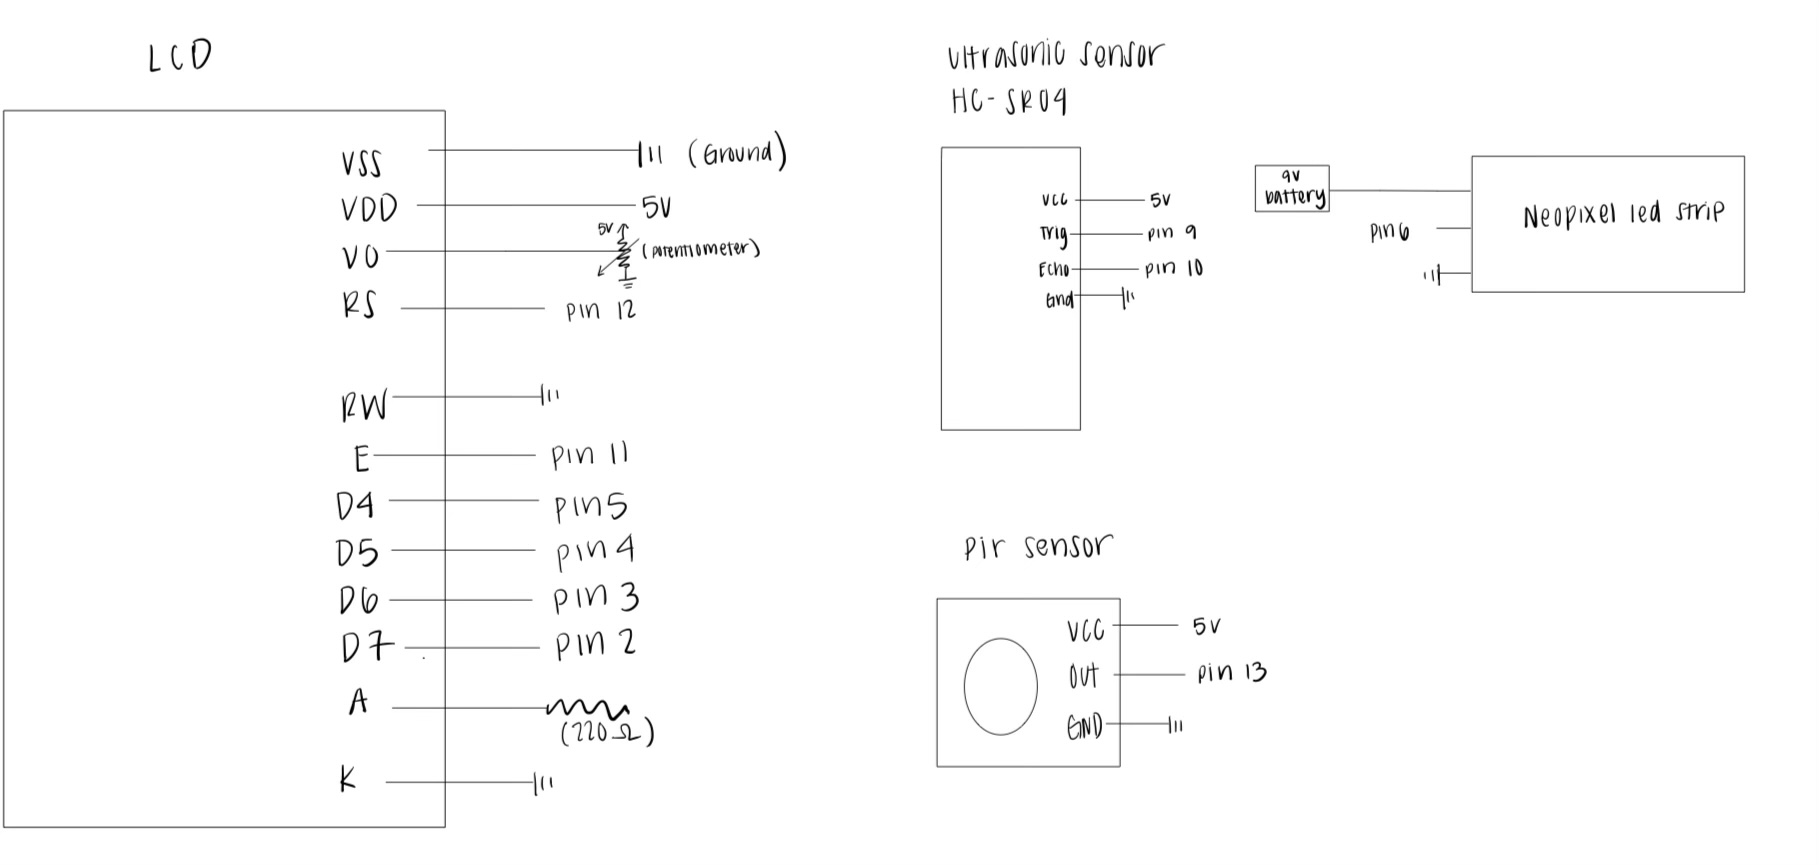 LCD
VSS (Ground)
VDD 5V
VO 5V (potentiometer)
RS pin 12
RW
E pin 11
D4 pin5
D5 pin4
D6 pin 3
D7 pin 2
A
(220Ω)
K
ultrasonic sensor
HC-SR04
VCC 5V
Trig pin 9
Echo pin 10
Gnd
9V
battery
pin6
Neopixel led strip
pir sensor
VCC 5V
OUT pin 13
GND